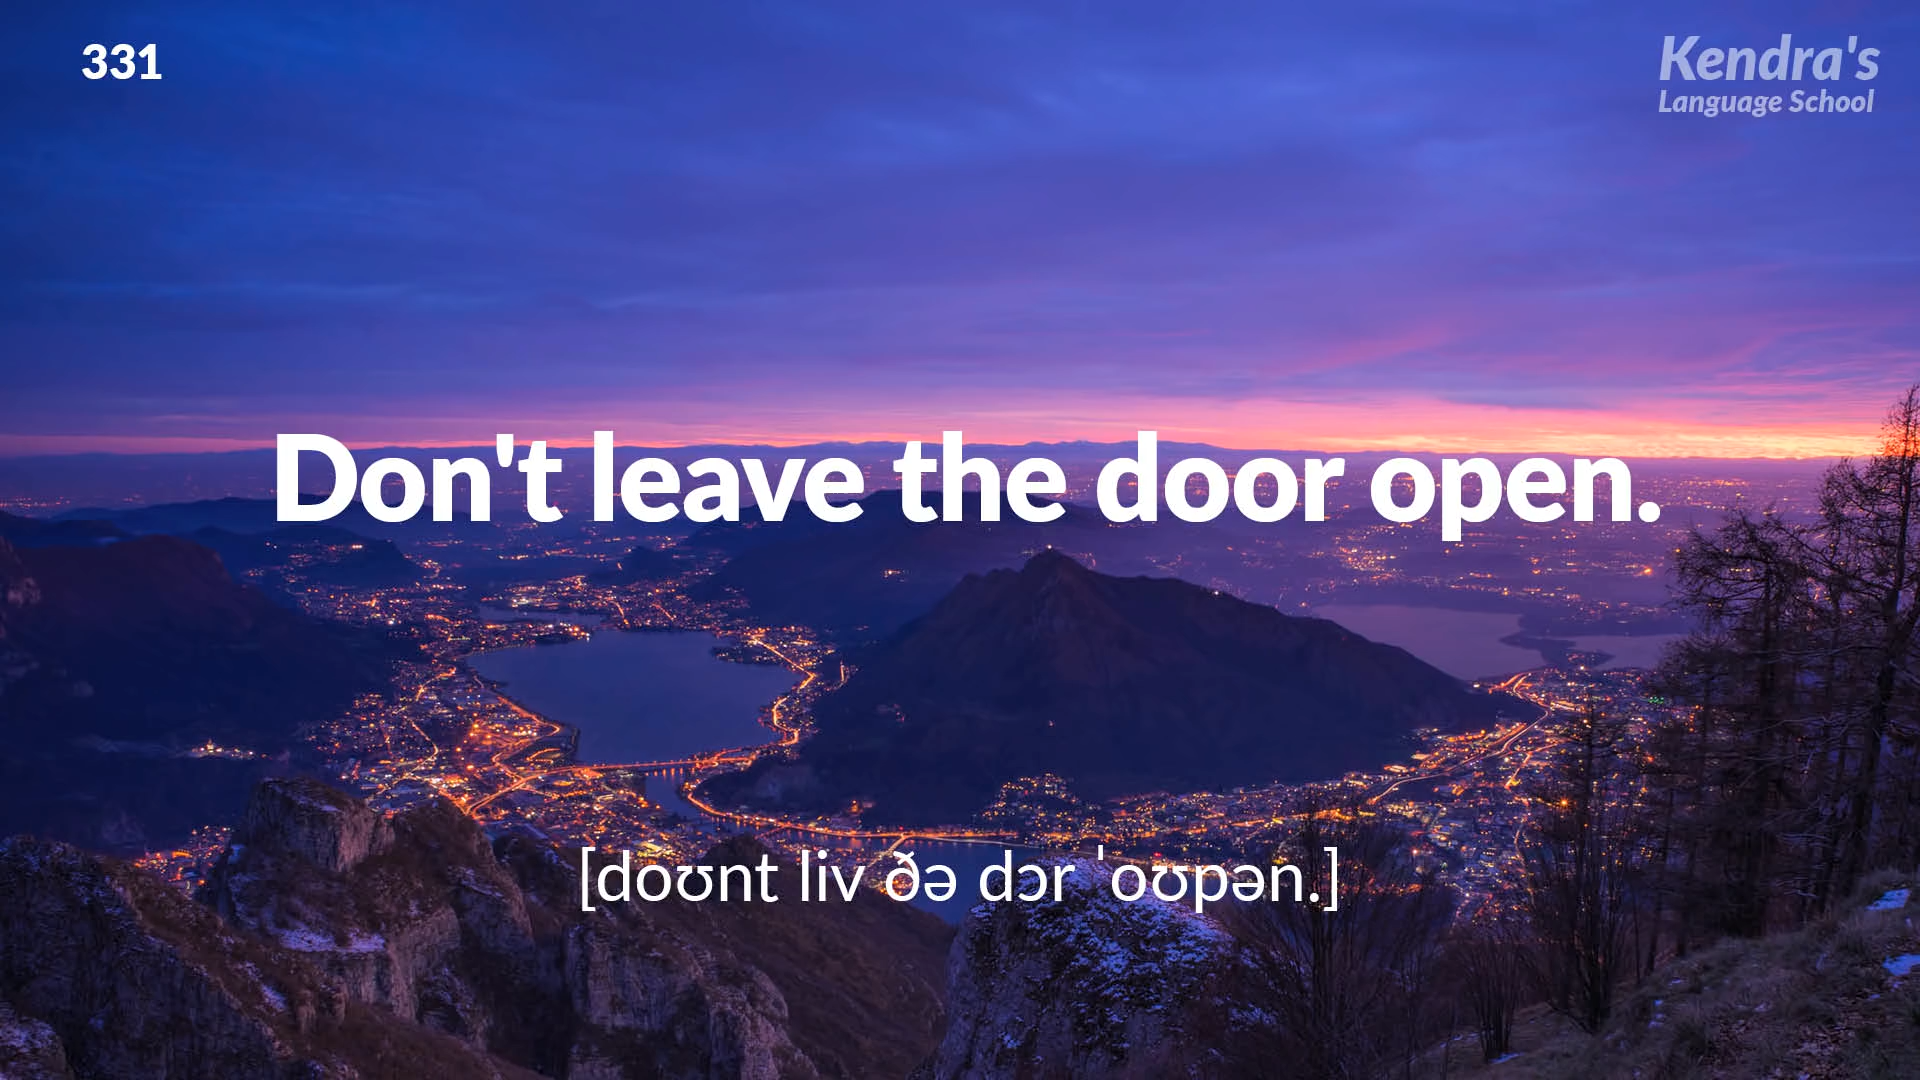 331
Kendra's
Language School
Don't leave the door open.
[doʊnt liv ðə dɔr ˈoʊpən.]